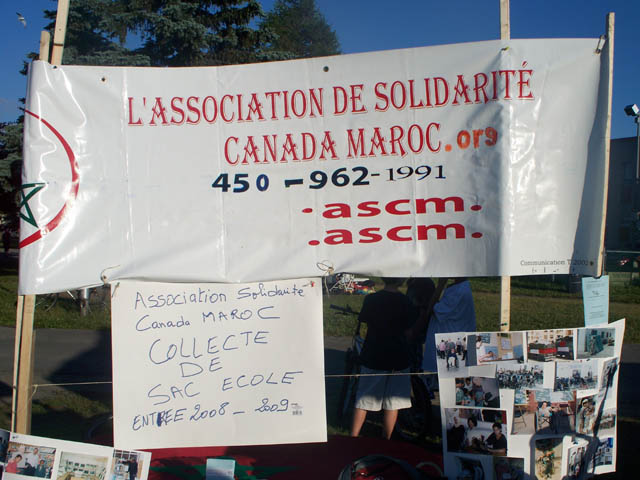 L'ASSOCIATION DE SOLIDARITÉ
CANADA MAROC.org
450-962-1991
.ascm.
.ascm.
Association Solidarité
Canada MAROC
COLLECTE
DE
SAC ECOLE
ENTREE 2008-2009